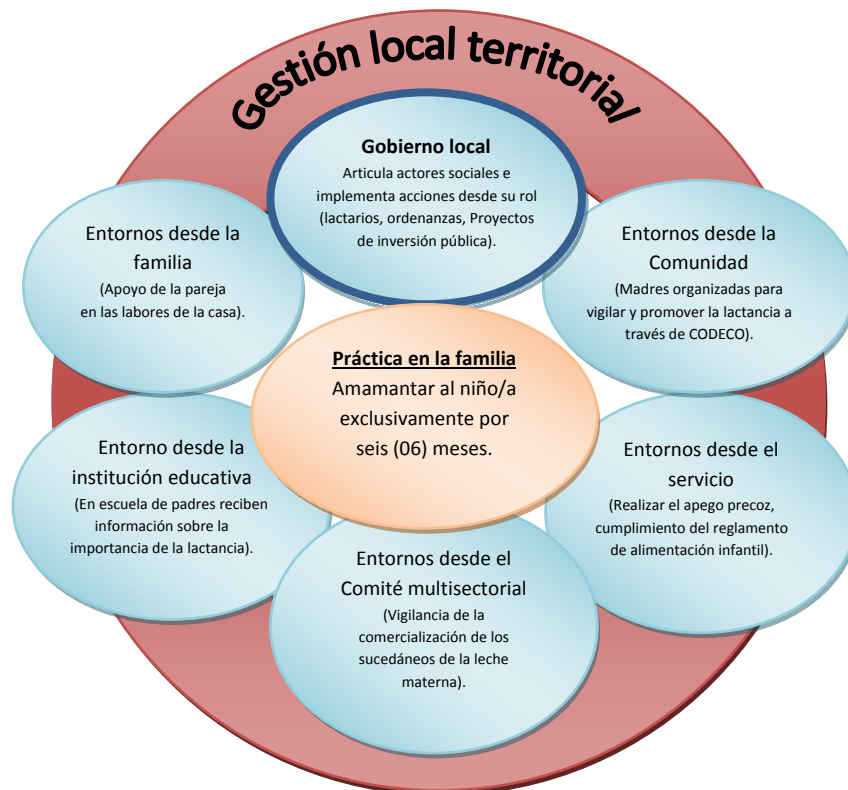 Gestión local territorial
Gobierno local
Articula actores sociales e
implementa acciones desde su rol
(lactarios, ordenanzas, Proyectos
de inversión pública).
Entornos desde la
familia
(Apoyo de la pareja
en las labores de la casa).
Entornos desde la
Comunidad
(Madres organizadas para
vigilar y promover la lactancia a
través de CODECO).
Práctica en la familia
Amamantar al niño/a
exclusivamente por
seis (06) meses.
Entorno desde la
institución educativa
(En escuela de padres reciben
información sobre la
importancia de la lactancia).
Entornos desde el
servicio
(Realizar el apego precoz,
cumplimiento del reglamento
de alimentación infantil).
Entornos desde el
Comité multisectorial
(Vigilancia de la
comercialización de los
sucedáneos de la leche
materna).